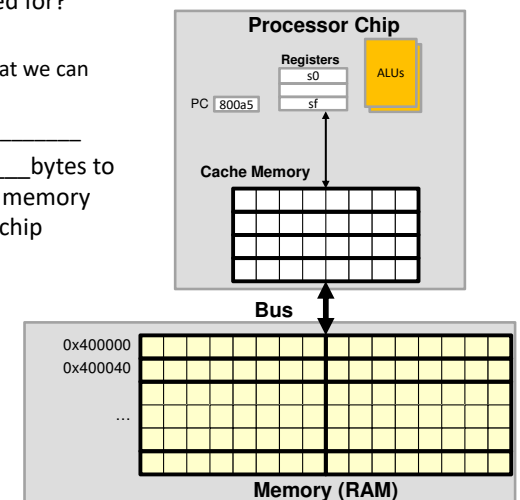 ed for?
at we can
_______
__bytes to
memory
chip
Processor Chip
Registers
s0
ALUs
PC 800a5
sf
Cache Memory
Bus
0x400000
0x400040
…
Memory (RAM)